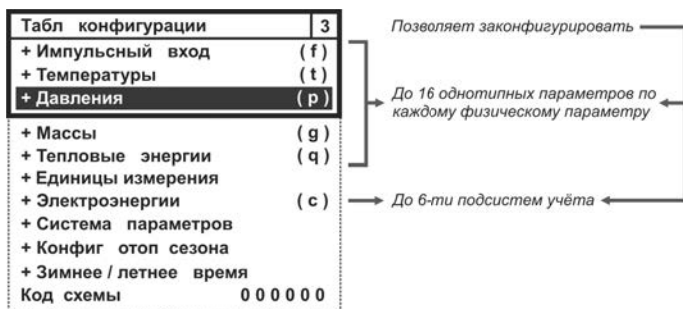 Табл конфигурации 3
+ Импульсный вход (f)
+ Температуры (t)
+ Давления (p)
+ Массы (g)
+ Тепловые энергии (q)
+ Единицы измерения
+ Электроэнергии (c)
+ Система параметров
+ Конфиг отоп сезона
+ Зимнее / летнее время
Код схемы 000000
Позволяет законфигурировать
До 16 однотипных параметров по
каждому физическому параметру
До 6-ти подсистем учёта